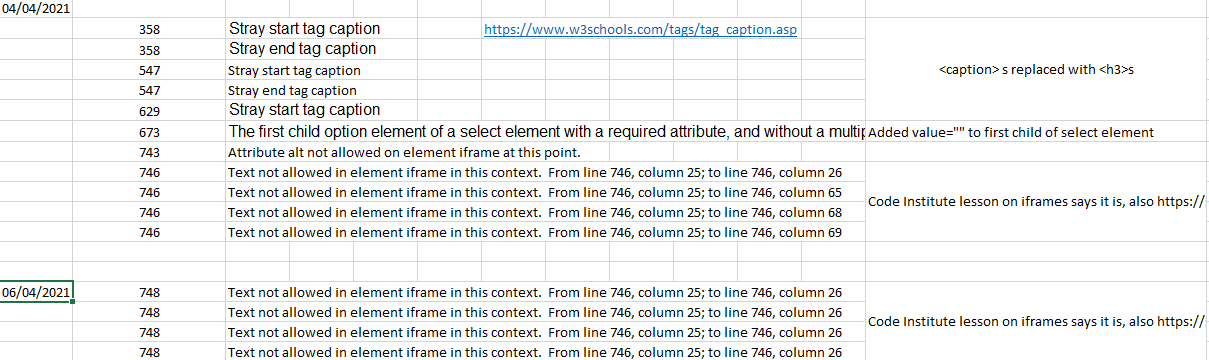 04/04/2021
358 Stray start tag caption https://www.w3schools.com/tags/tag_caption.asp
358 Stray end tag caption
547 Stray start tag caption
<caption> s replaced with <h3>s
547 Stray end tag caption
629 Stray start tag caption
673 The first child option element of a select element with a required attribute, and without a multip Added value="" to first child of select element
743 Attribute alt not allowed on element iframe at this point.
746 Text not allowed in element iframe in this context. From line 746, column 25; to line 746, column 26
746 Text not allowed in element iframe in this context. From line 746, column 25; to line 746, column 65
Code Institute lesson on iframes says it is, also https://
746 Text not allowed in element iframe in this context. From line 746, column 25; to line 746, column 68
746 Text not allowed in element iframe in this context. From line 746, column 25; to line 746, column 69
06/04/2021 748 Text not allowed in element iframe in this context. From line 746, column 25; to line 746, column 26
748 Text not allowed in element iframe in this context. From line 746, column 25; to line 746, column 26
Code Institute lesson on iframes says it is, also https://
748 Text not allowed in element iframe in this context. From line 746, column 25; to line 746, column 26
748 Text not allowed in element iframe in this context. From line 746, column 25; to line 746, column 26